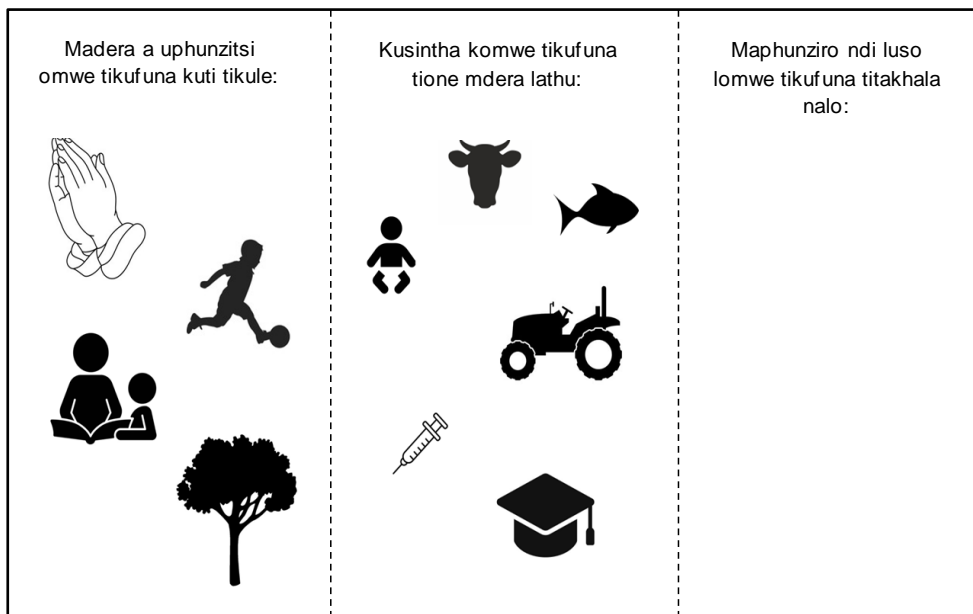 Madera a uphunzitsi
omwe tikufuna kuti tikule:
Kusintha komwe tikufuna
tione mdera lathu:
Maphunziro ndi luso
lomwe tikufuna titakhala
nalo: